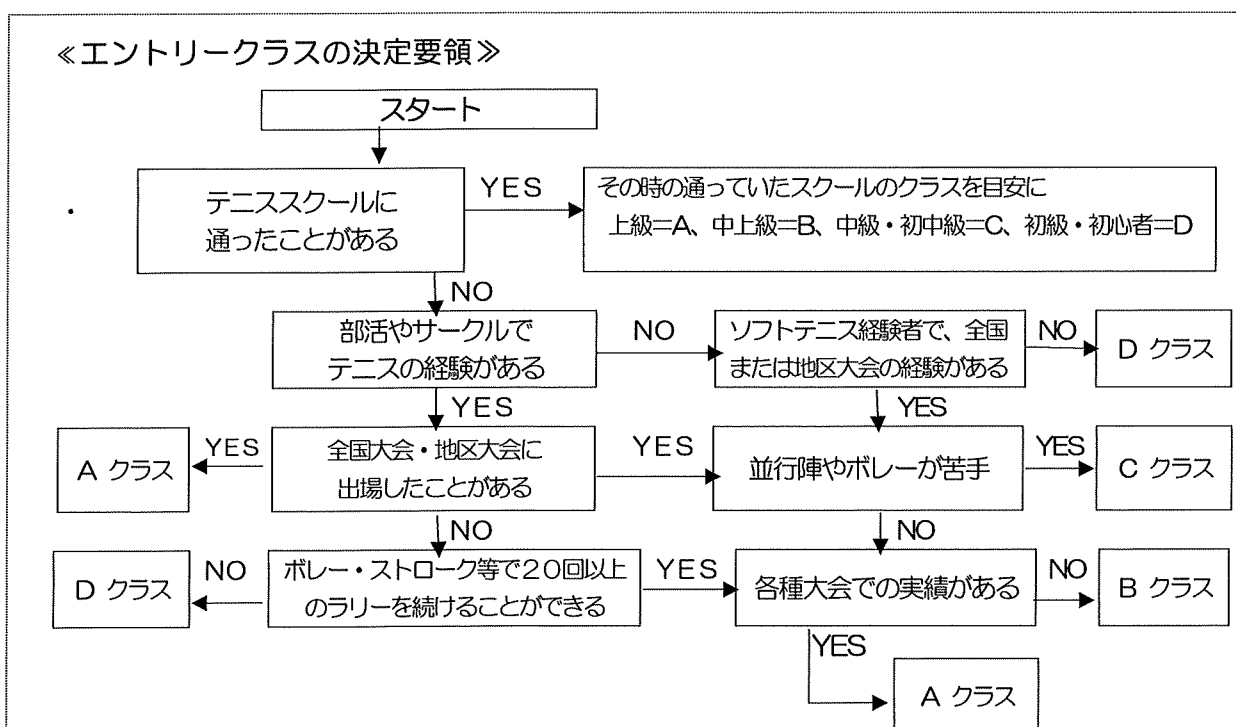 ≪エントリークラスの決定要領≫
スタート
テニススクールに
通ったことがある
YES
その時の通っていたスクールのクラスを目安に
上級=A、中上級=B、中級・初中級=C、初級・初心者=D
NO
部活やサークルで
テニスの経験がある
NO
ソフトテニス経験者で、全国
または地区大会の経験がある
NO
D クラス
YES
YES
A クラス
YES
全国大会・地区大会に
出場したことがある
YES
並行陣やボレーが苦手
YES
C クラス
NO
NO
D クラス
NO
ボレー・ストローク等で20回以上
のラリーを続けることができる
YES
各種大会での実績がある
NO
B クラス
YES
A クラス